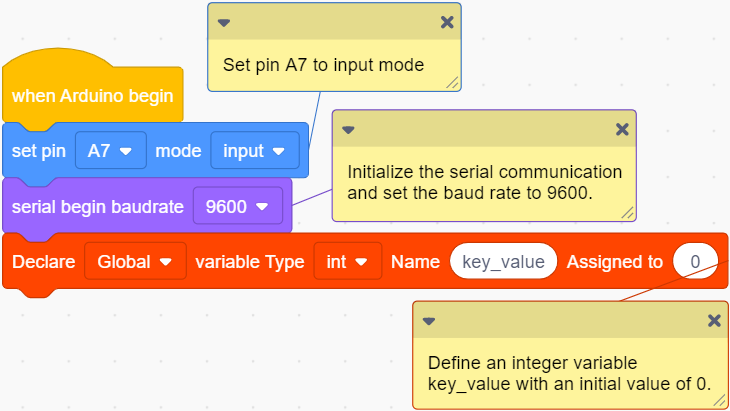 Set pin A7 to input mode
when Arduino begin
set pin A7 mode input
Initialize the serial communication
and set the baud rate to 9600.
serial begin baudrate 9600
Declare Global variable Type int Name key_value Assigned to 0
Define an integer variable
key_value with an initial value of 0.